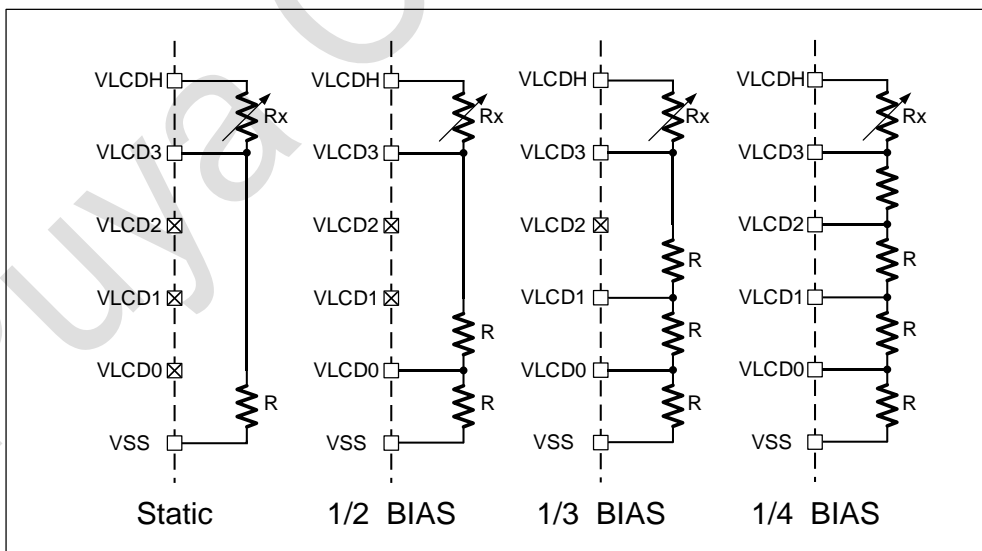 VLCDH VLCDH VLCDH VLCDH
Rx Rx Rx Rx
VLCD3 VLCD3 VLCD3 VLCD3
VLCD2 VLCD2 VLCD2 VLCD2
R R
VLCD1 VLCD1 VLCD1 VLCD1
R R R
VLCD0 VLCD0 VLCD0 VLCD0
R R R R
VSS VSS VSS VSS
Static 1/2 BIAS 1/3 BIAS 1/4 BIAS
uya